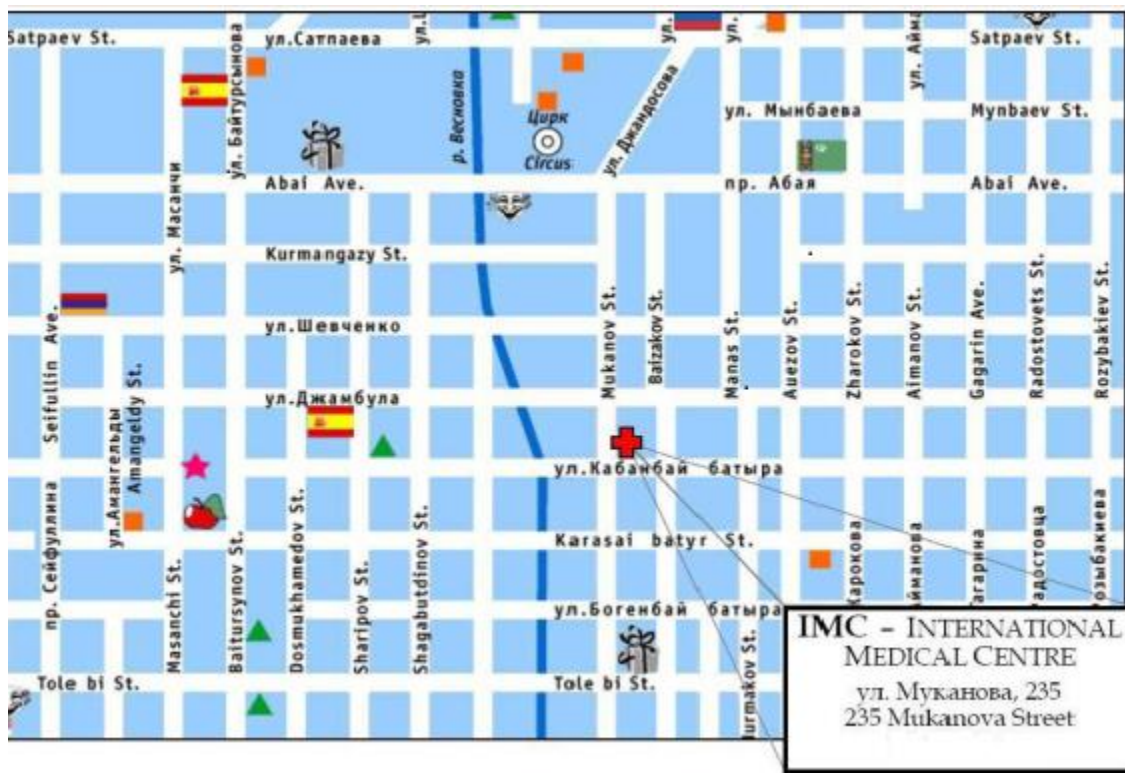 Satpaev St.
ул.Сатпаева
ул.
ул.
Satpaev St.
ул. Байтурсынова
р. Весновка
Цирк
Circus
ул. Джандосова
ул. Мынбаева
Mynbaev St.
ул. Масанчи
Abai Ave.
пр. Абая
Abai Ave.
Kurmangazy St.
Seifullin Ave.
ул.Шевченко
Mukanov St.
Baizakov St.
Manas St.
Auezov St.
Zharokov St.
Aimanov St.
Gagarin Ave.
Radostovets St.
Rozybakiev St.
ул.Джамбула
ул.Амангельды
Amangeldy St.
ул.Кабанбай батыра
пр. Сейфуллина
Karasai batyr St.
Masanchi St.
Baitursynov St.
Dosmukhamedov St.
Sharipov St.
Shagabutdinov St.
ул.Богенбай батыра
Tole bi St.
Tole bi St.
IMC – INTERNATIONAL
MEDICAL CENTRE
ул. Муканова, 235
235 Mukanova Street